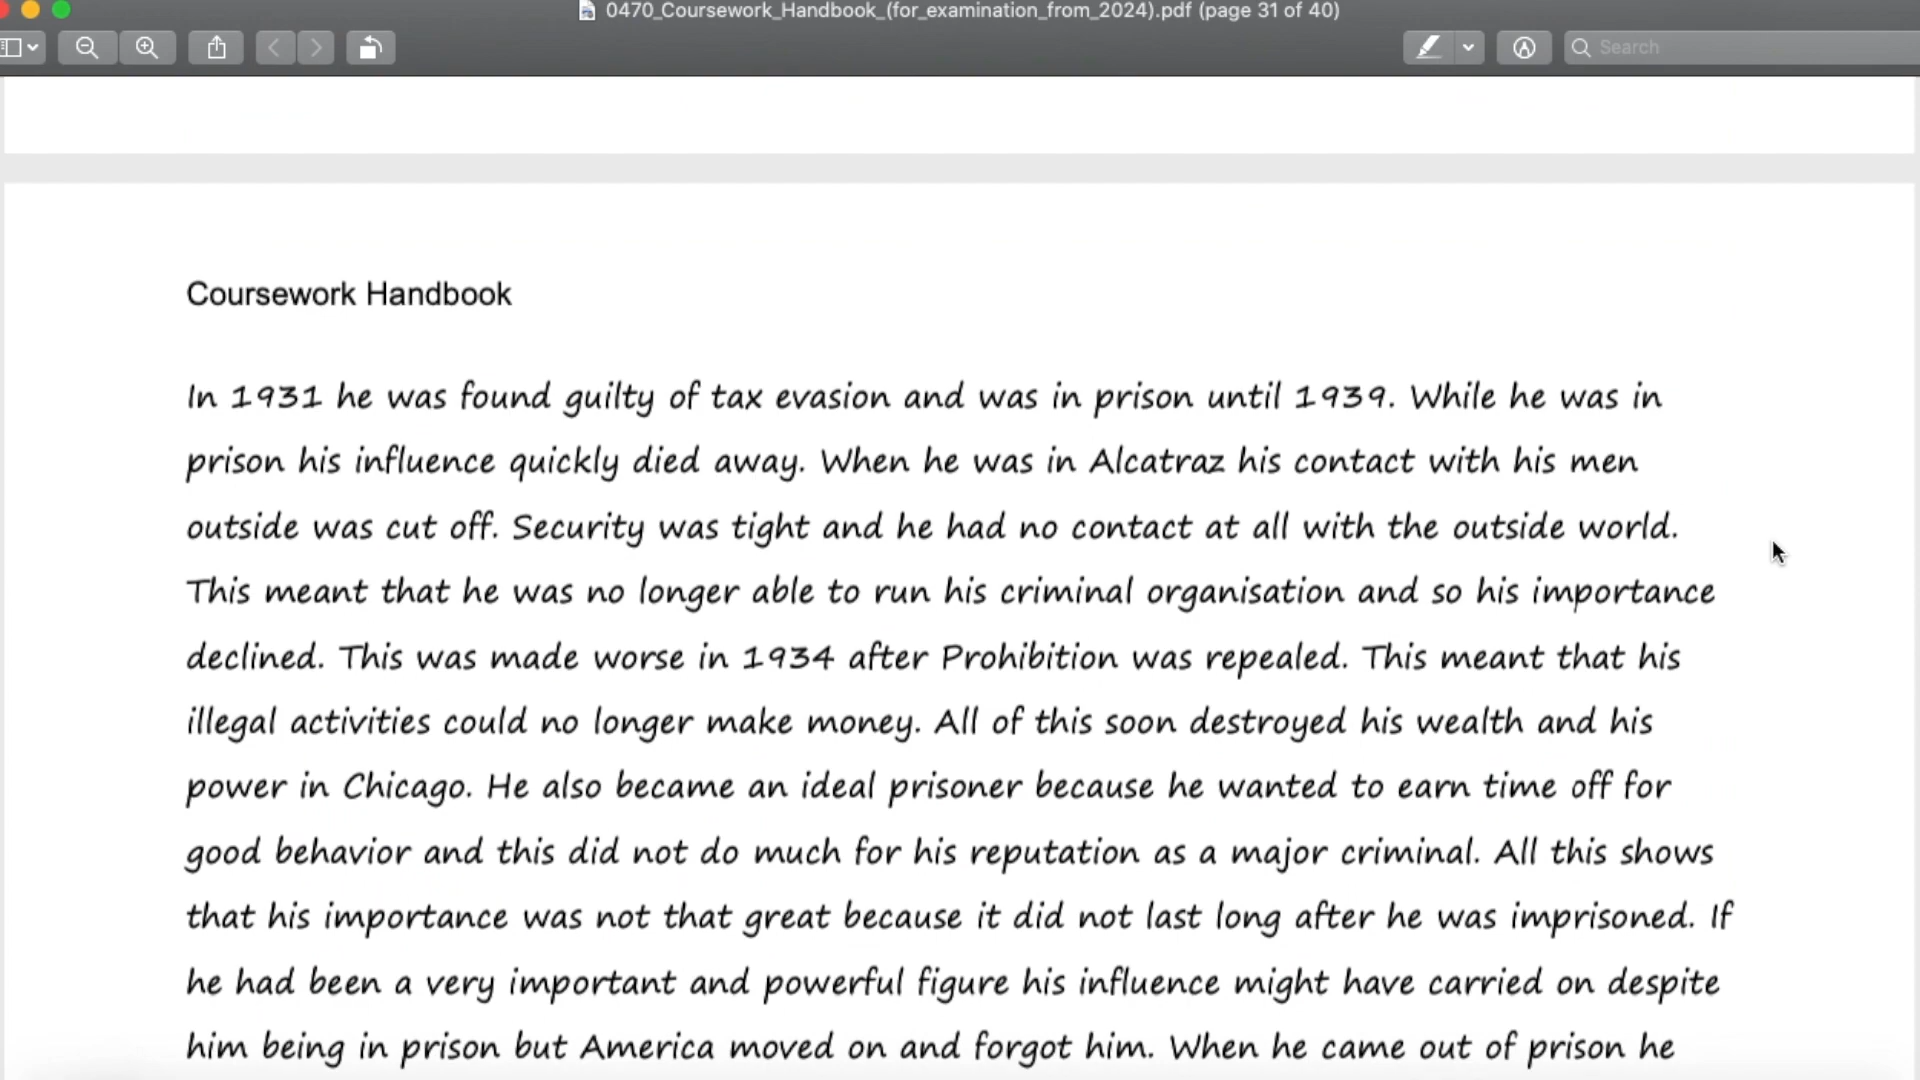 0470_Coursework_Handbook_(for_examination_from_2024).pdf (page 31 of 40)
Search
Coursework Handbook
In 1931 he was found guilty of tax evasion and was in prison until 1939. While he was in
prison his influence quickly died away. When he was in Alcatraz his contact with his men
outside was cut off. Security was tight and he had no contact at all with the outside world.
This meant that he was no longer able to run his criminal organisation and so his importance
declined. This was made worse in 1934 after Prohibition was repealed. This meant that his
illegal activities could no longer make money. All of this soon destroyed his wealth and his
power in Chicago. He also became an ideal prisoner because he wanted to earn time off for
good behavior and this did not do much for his reputation as a major criminal. All this shows
that his importance was not that great because it did not last long after he was imprisoned. If
he had been a very important and powerful figure his influence might have carried on despite
him being in prison but America moved on and forgot him. When he came out of prison he